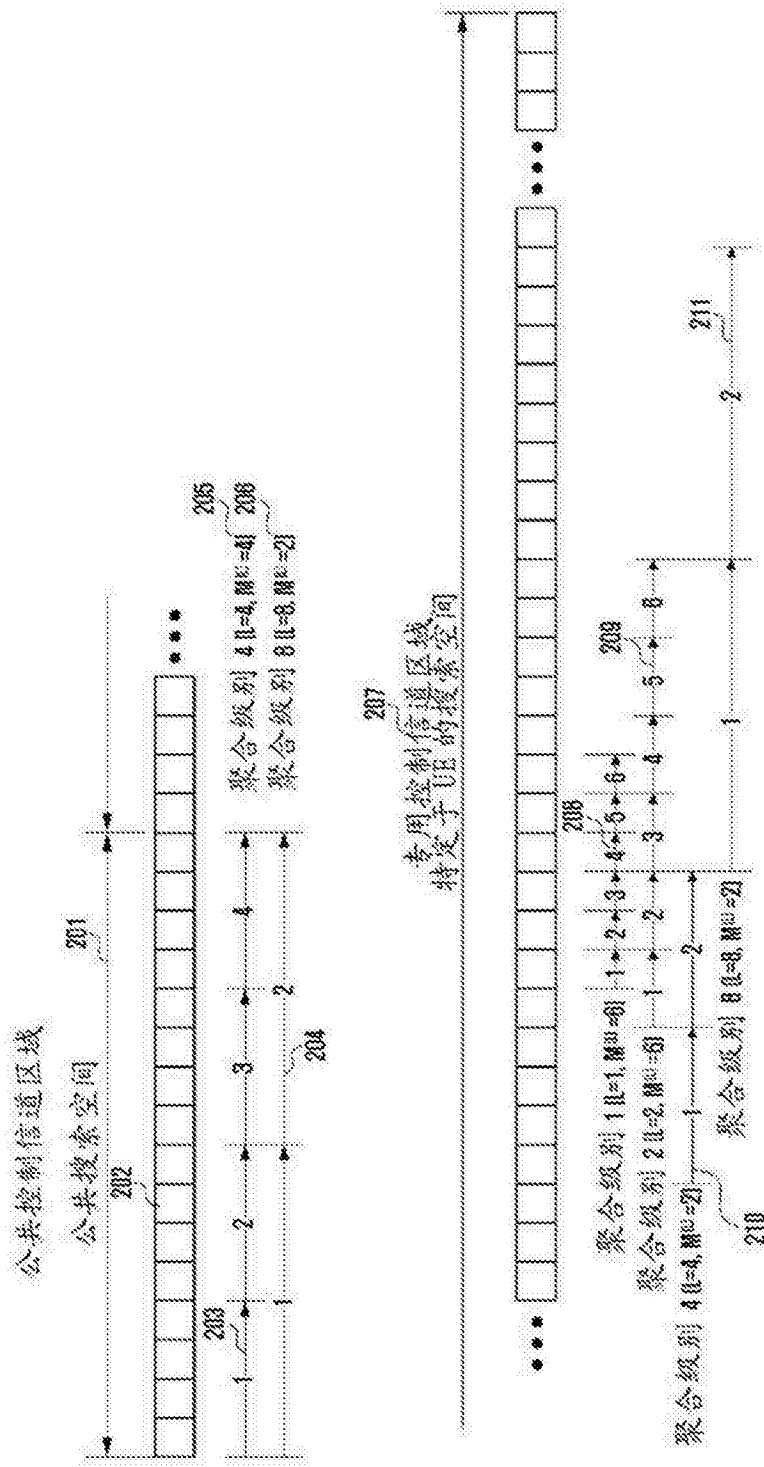 公共控制信道区域
公共搜索空间
201
202
203
1 2 3 4
1 2
204
聚合级别 4 [L=4, M⁽ᴸ⁾=4] 205
聚合级别 8 [L=8, M⁽ᴸ⁾=2] 206
207
专用控制信道区域
特定于 UE 的搜索空间
208
聚合级别 1 [L=1, M⁽ᴸ⁾=6] 1 2 3 4 5 6
209
聚合级别 2 [L=2, M⁽ᴸ⁾=6] 1 2 3 4 5 6
聚合级别 4 [L=4, M⁽ᴸ⁾=2] 1 2
210
聚合级别 8 [L=8, M⁽ᴸ⁾=2] 1 2
211